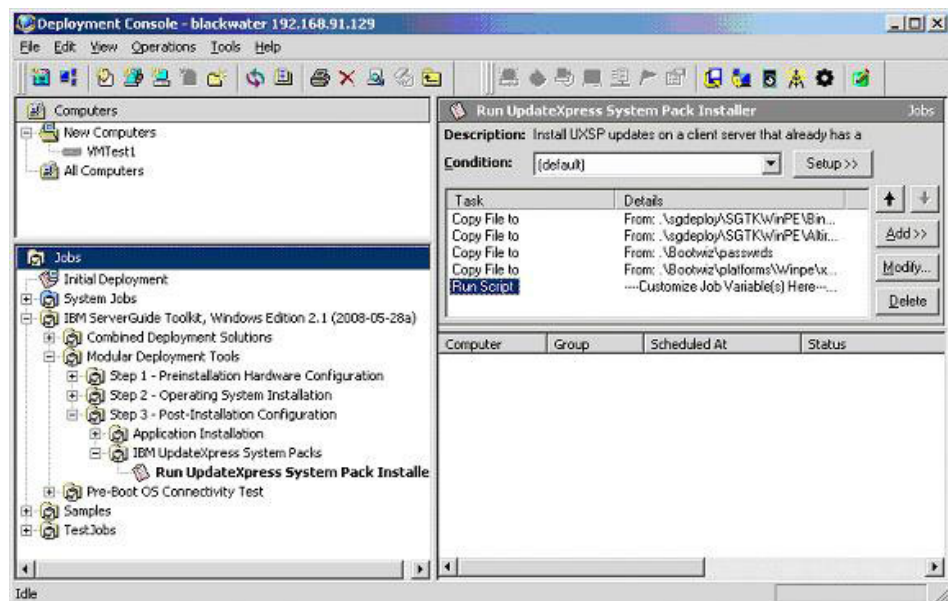 Deployment Console - blackwater 192.168.91.129
File Edit View Operations Tools Help
Computers
New Computers
VMTest1
All Computers
Jobs
Initial Deployment
System Jobs
IBM ServerGuide Toolkit, Windows Edition 2.1 (2008-05-28a)
Combined Deployment Solutions
Modular Deployment Tools
Step 1 - Preinstallation Hardware Configuration
Step 2 - Operating System Installation
Step 3 - Post-Installation Configuration
Application Installation
IBM UpdateXpress System Packs
Run UpdateXpress System Pack Installe
Pre-Boot OS Connectivity Test
Samples
TestJobs
Run UpdateXpress System Pack Installer Jobs
Description: Install UXSP updates on a client server that already has a
Condition: (default) Setup >>
Task Details
Copy File to From: .\sgdeploy\SGTKWinPE\Bin...
Copy File to From: .\sgdeploy\SGTKWinPE\Altir...
Copy File to From: .\Bootwiz\passwrds
Copy File to From: .\Bootwiz\platforms\Winpe\x...
Run Script ----Customize Job Variable(s) Here---...
Add >>
Modify...
Delete
Computer Group Scheduled At Status
Idle